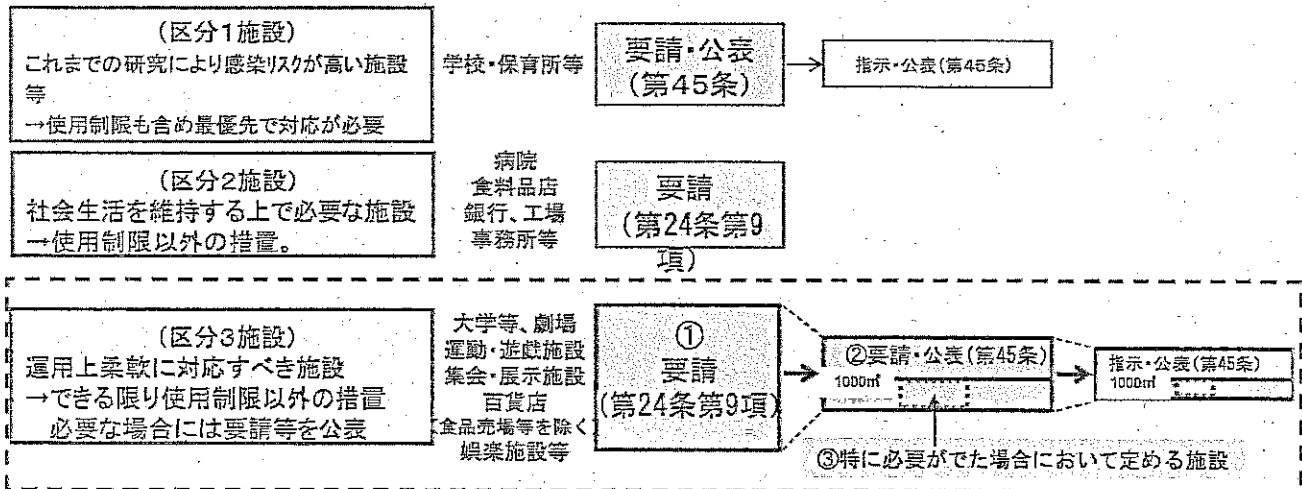 (区分1施設)
これまでの研究により感染リスクが高い施設
等
→使用制限も含め最優先で対応が必要
学校・保育所等
要請・公表
(第45条)
指示・公表(第45条)
(区分2施設)
社会生活を維持する上で必要な施設
→使用制限以外の措置。
病院
食料品店
銀行、工場
事務所等
要請
(第24条第9
項)
(区分3施設)
運用上柔軟に対応すべき施設
→できる限り使用制限以外の措置
必要な場合には要請等を公表
大学等、劇場
運動・遊戯施設
集会・展示施設
百貨店
(食品売場等を除く)
娯楽施設等
①
要請
(第24条第9項)
②要請・公表(第45条)
1000㎡
指示・公表(第45条)
1000㎡
③特に必要がでた場合において定める施設